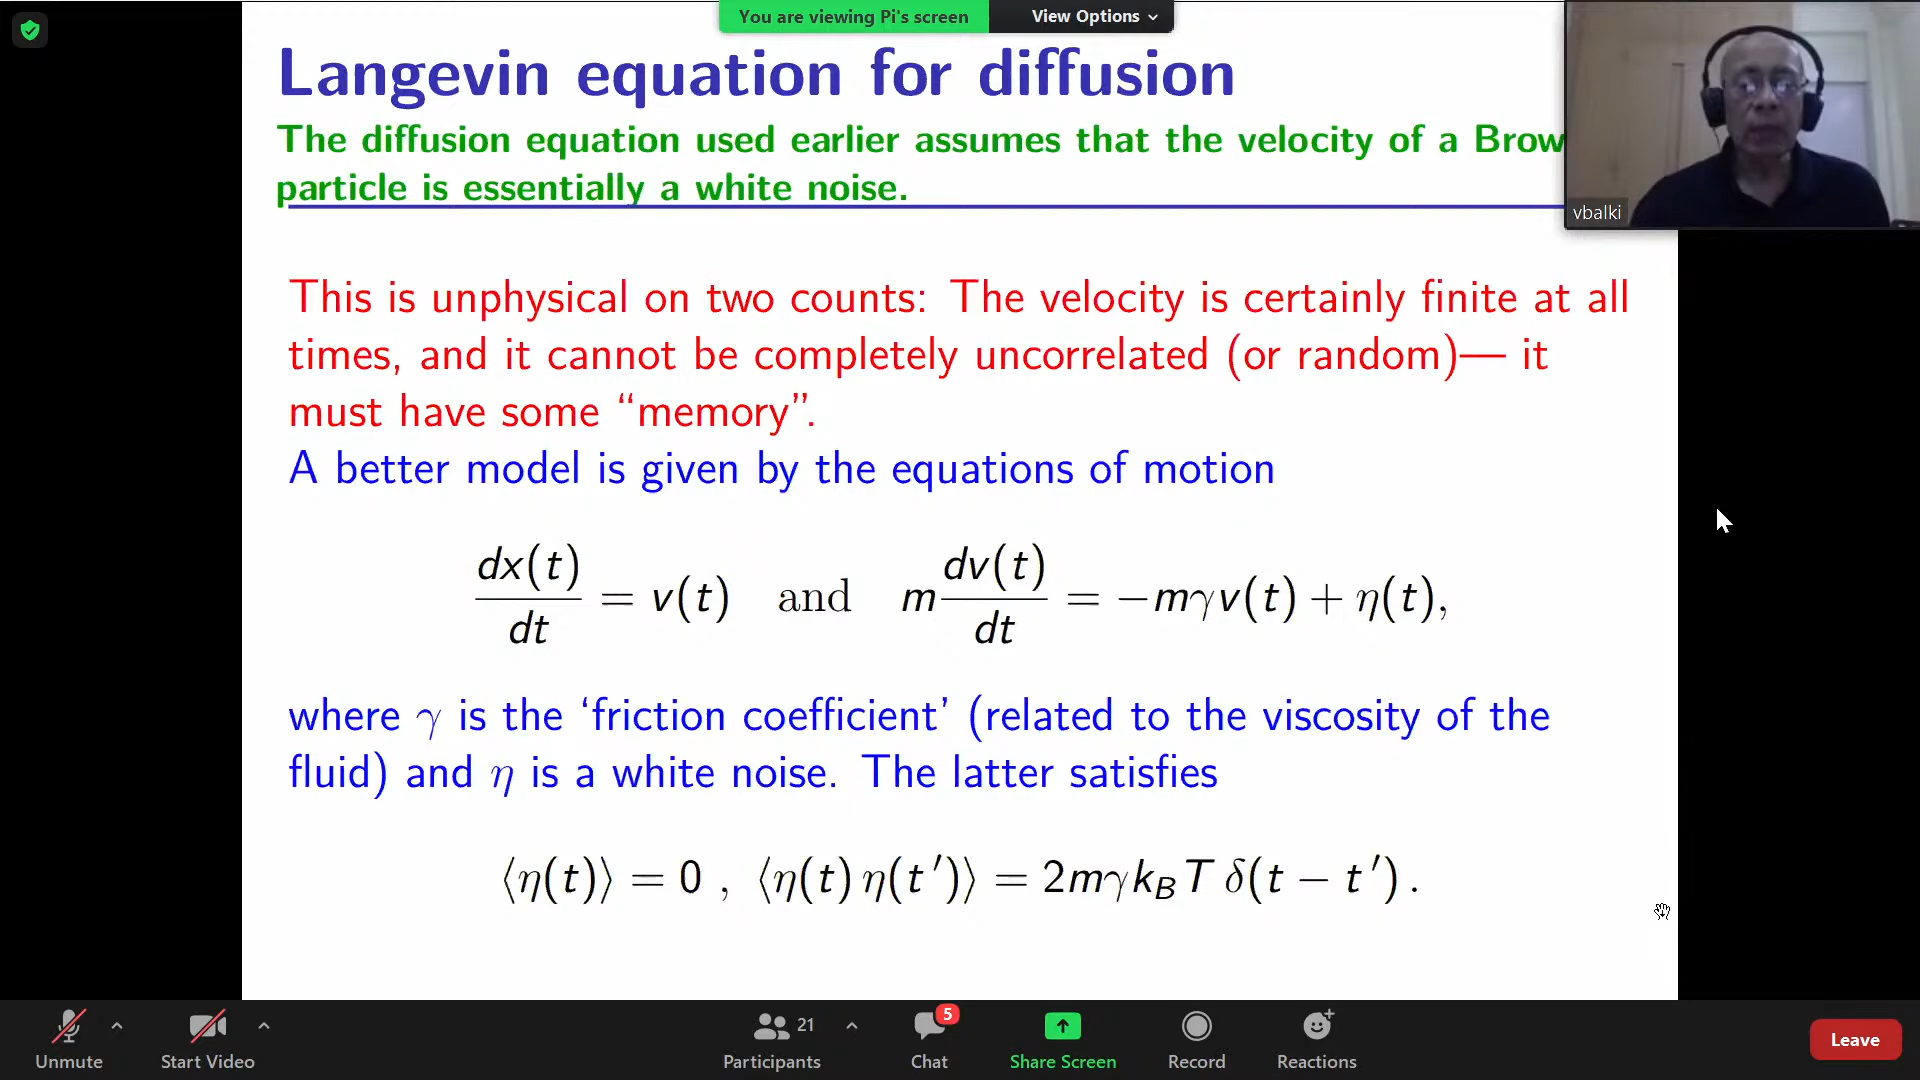 You are viewing Pi's screen View Options
Langevin equation for diffusion
The diffusion equation used earlier assumes that the velocity of a Brow
particle is essentially a white noise.
vbalki
This is unphysical on two counts: The velocity is certainly finite at all
times, and it cannot be completely uncorrelated (or random)— it
must have some “memory”.
A better model is given by the equations of motion
dx(t)/dt = v(t) and m dv(t)/dt = −mγv(t) + η(t),
where γ is the ‘friction coefficient’ (related to the viscosity of the
fluid) and η is a white noise. The latter satisfies
⟨η(t)⟩ = 0 , ⟨η(t) η(t′)⟩ = 2mγk_BT δ(t − t′) .
21 5
Unmute Start Video Participants Chat Share Screen Record Reactions Leave